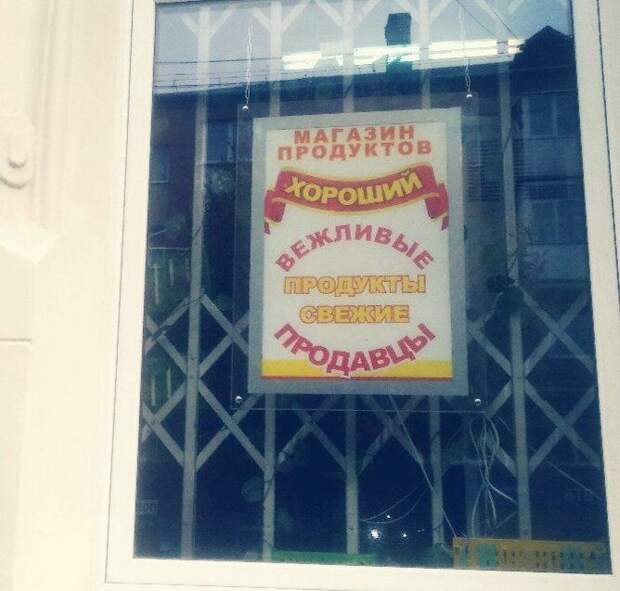 МАГАЗИН
ПРОДУКТОВ
ХОРОШИЙ
ВЕЖЛИВЫЕ
ПРОДУКТЫ
СВЕЖИЕ
ПРОДАВЦЫ